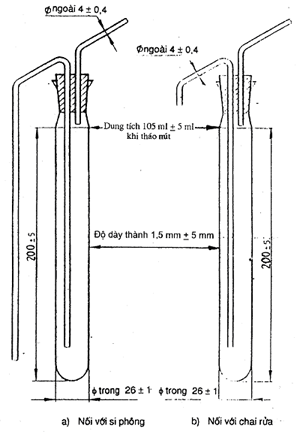 ϕngoài 4 ± 0,4
ϕngoài 4 ± 0,4
Dung tích 105 ml ± 5 ml
khi tháo mút
Độ dày thành 1,5 mm ± 5 mm
200 ± 5
200 ± 5
ϕ trong 26 ± 1
ϕ trong 26 ± 1
a) Nối với si phông
b) Nối với chai rửa